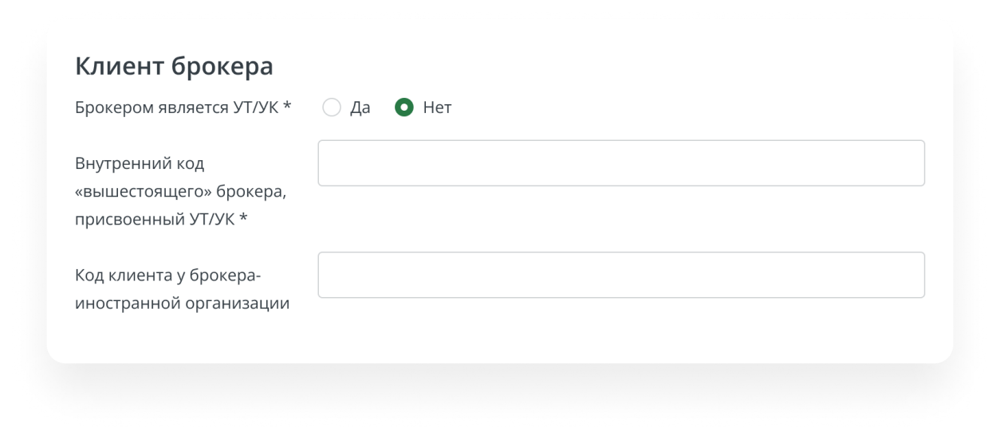 Клиент брокера
Брокером является УТ/УК * Да Нет
Внутренний код
«вышестоящего» брокера,
присвоенный УТ/УК *
Код клиента у брокера-
иностранной организации